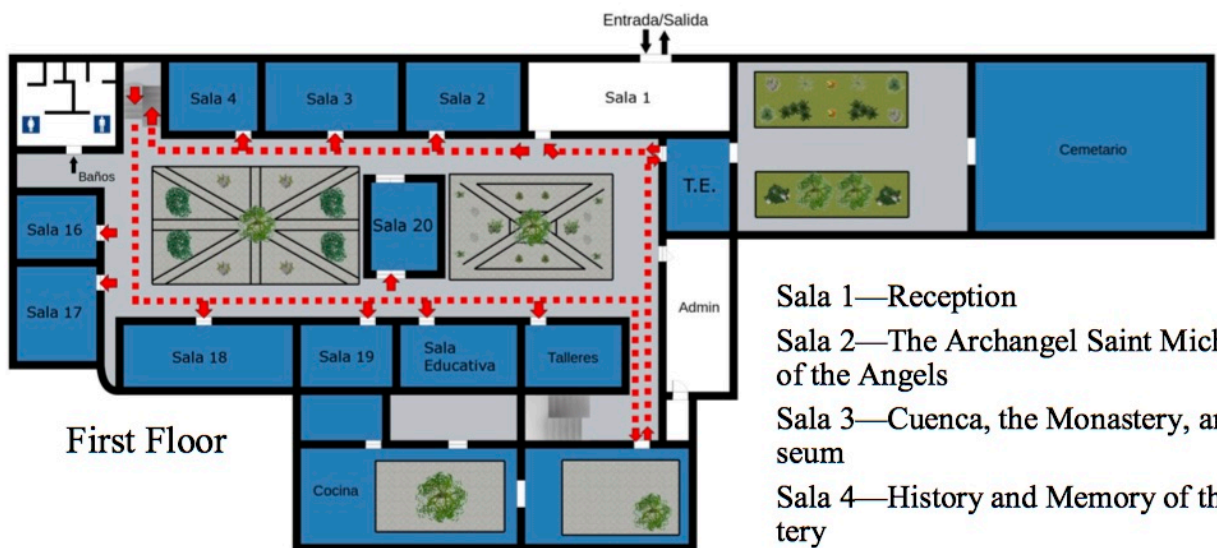 Entrada/Salida
Sala 4
Sala 3
Sala 2
Sala 1
Cemetario
Baños
T.E.
Sala 16
Sala 20
Sala 17
Admin
Sala 18
Sala 19
Sala
Educativa
Talleres
Cocina
First Floor
Sala 1—Reception
Sala 2—The Archangel Saint Mich
of the Angels
Sala 3—Cuenca, the Monastery, a
seum
Sala 4—History and Memory of th
tery